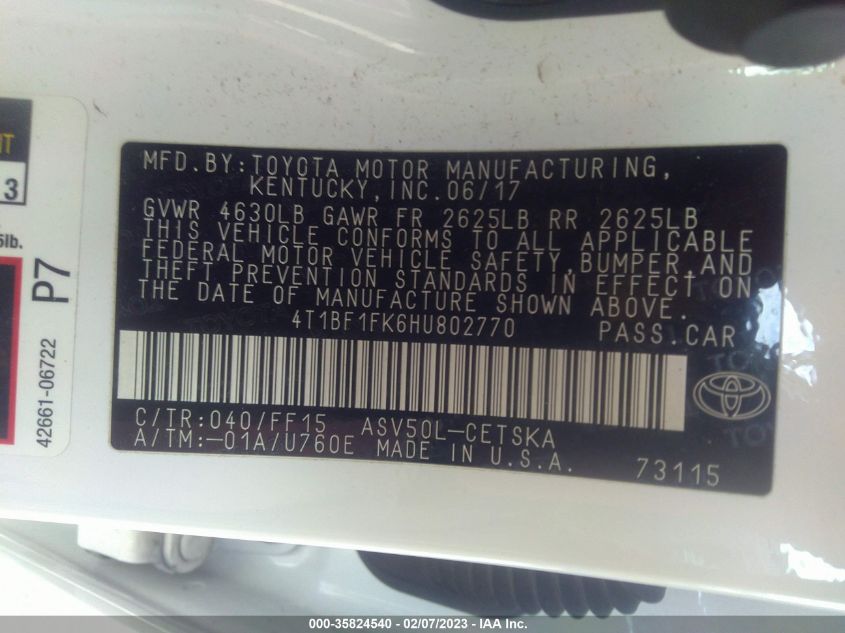 MFD.BY:TOYOTA MOTOR MANUFACTURING,
KENTUCKY,INC.06/17
GVWR 4630LB GAWR FR 2625LB RR 2625LB
THIS VEHICLE CONFORMS TO ALL APPLICABLE
FEDERAL MOTOR VEHICLE SAFETY,BUMPER,AND
THEFT PREVENTION STANDARDS IN EFFECT ON
THE DATE OF MANUFACTURE SHOWN ABOVE.
4T1BF1FK6HU802770 PASS.CAR
C/TR:040/FF15 ASV50L-CETSKA
A/TM:-01A/U760E MADE IN U.S.A. 73115
3
lb.
P7
42661-06722
000-35824540 - 02/07/2023 - IAA Inc.